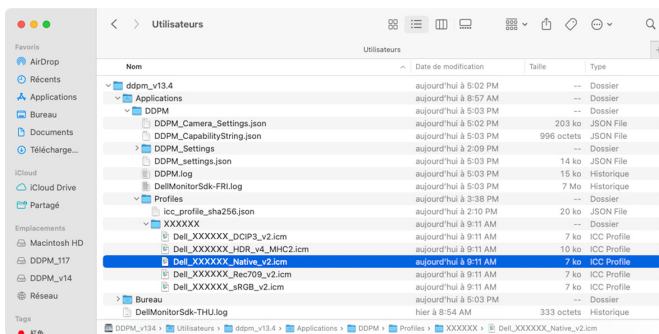 Utilisateurs
Utilisateurs
Favoris
AirDrop
Récents
Applications
Bureau
Documents
Télécharge...
iCloud
iCloud Drive
Partagé
Emplacements
Macintosh HD
DDPM_117
DDPM_v14
Réseau
Tags
Nom Date de modification Taille Type
ddpm_v13.4 aujourd'hui à 5:02 PM -- Dossier
Applications aujourd'hui à 8:57 AM -- Dossier
DDPM aujourd'hui à 5:03 PM -- Dossier
DDPM_Camera_Settings.json aujourd'hui à 5:02 PM 203 ko JSON File
DDPM_CapabilityString.json aujourd'hui à 5:03 PM 996 octets JSON File
DDPM_Settings aujourd'hui à 2:09 PM -- Dossier
DDPM_settings.json aujourd'hui à 5:03 PM 14 ko JSON File
DDPM.log aujourd'hui à 5:03 PM 15 ko Historique
DellMonitorSdk-FRI.log aujourd'hui à 5:03 PM 7 Mo Historique
Profiles aujourd'hui à 3:38 PM -- Dossier
icc_profile_sha256.json aujourd'hui à 2:10 PM 20 ko JSON File
XXXXXX aujourd'hui à 9:11 AM -- Dossier
Dell_XXXXXX_DCIP3_v2.icm aujourd'hui à 9:11 AM 7 ko ICC Profile
Dell_XXXXXX_HDR_v4_MHC2.icm aujourd'hui à 9:11 AM 10 ko ICC Profile
Dell_XXXXXX_Native_v2.icm aujourd'hui à 9:11 AM 7 ko ICC Profile
Dell_XXXXXX_Rec709_v2.icm aujourd'hui à 9:11 AM 7 ko ICC Profile
Dell_XXXXXX_sRGB_v2.icm aujourd'hui à 9:11 AM 7 ko ICC Profile
Bureau aujourd'hui à 5:03 PM -- Dossier
DellMonitorSdk-THU.log hier à 8:54 AM 333 octets Historique
DDPM_v134 › Utilisateurs › ddpm_v13.4 › Applications › DDPM › Profiles › XXXXXX › Dell_XXXXXX_Native_v2.icm